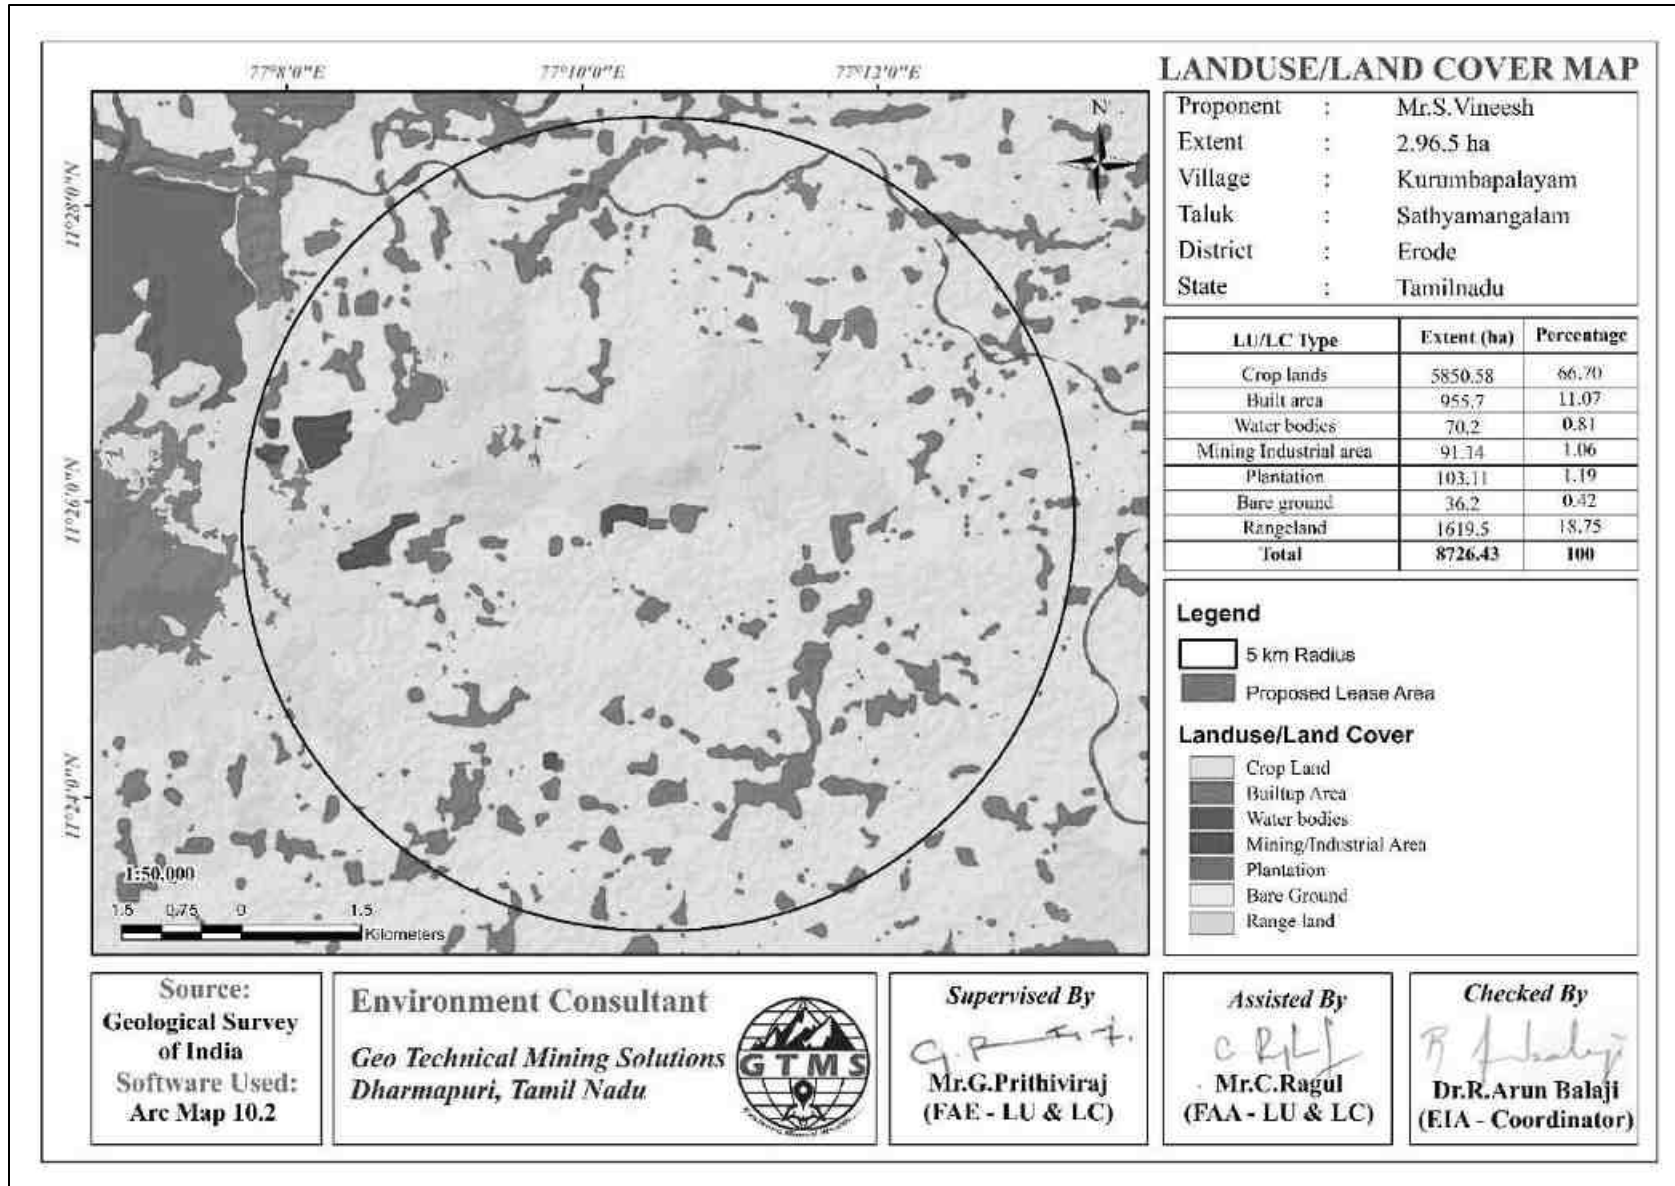 77°8'0"E 77°10'0"E 77°12'0"E
11°28'0"N
11°26'0"N
11°24'0"N
N
1:50,000
1.5 0.75 0 1.5
Kilometers
LANDUSE/LAND COVER MAP
Proponent : Mr.S.Vineesh
Extent : 2.96.5 ha
Village : Kurumbapalayam
Taluk : Sathyamangalam
District : Erode
State : Tamilnadu
LU/LC Type Extent (ha) Percentage
Crop lands 5850.58 66.70
Built area 955.7 11.07
Water bodies 70.2 0.81
Mining Industrial area 91.14 1.06
Plantation 103.11 1.19
Bare ground 36.2 0.42
Rangeland 1619.5 18.75
Total 8726.43 100
Legend
5 km Radius
Proposed Lease Area
Landuse/Land Cover
Crop Land
Builtup Area
Water bodies
Mining/Industrial Area
Plantation
Bare Ground
Range land
Source:
Geological Survey
of India
Software Used:
Arc Map 10.2
Environment Consultant
Geo Technical Mining Solutions
Dharmapuri, Tamil Nadu
GTMS
Supervised By
Mr.G.Prithiviraj
(FAE - LU & LC)
Assisted By
Mr.C.Ragul
(FAA - LU & LC)
Checked By
Dr.R.Arun Balaji
(EIA - Coordinator)